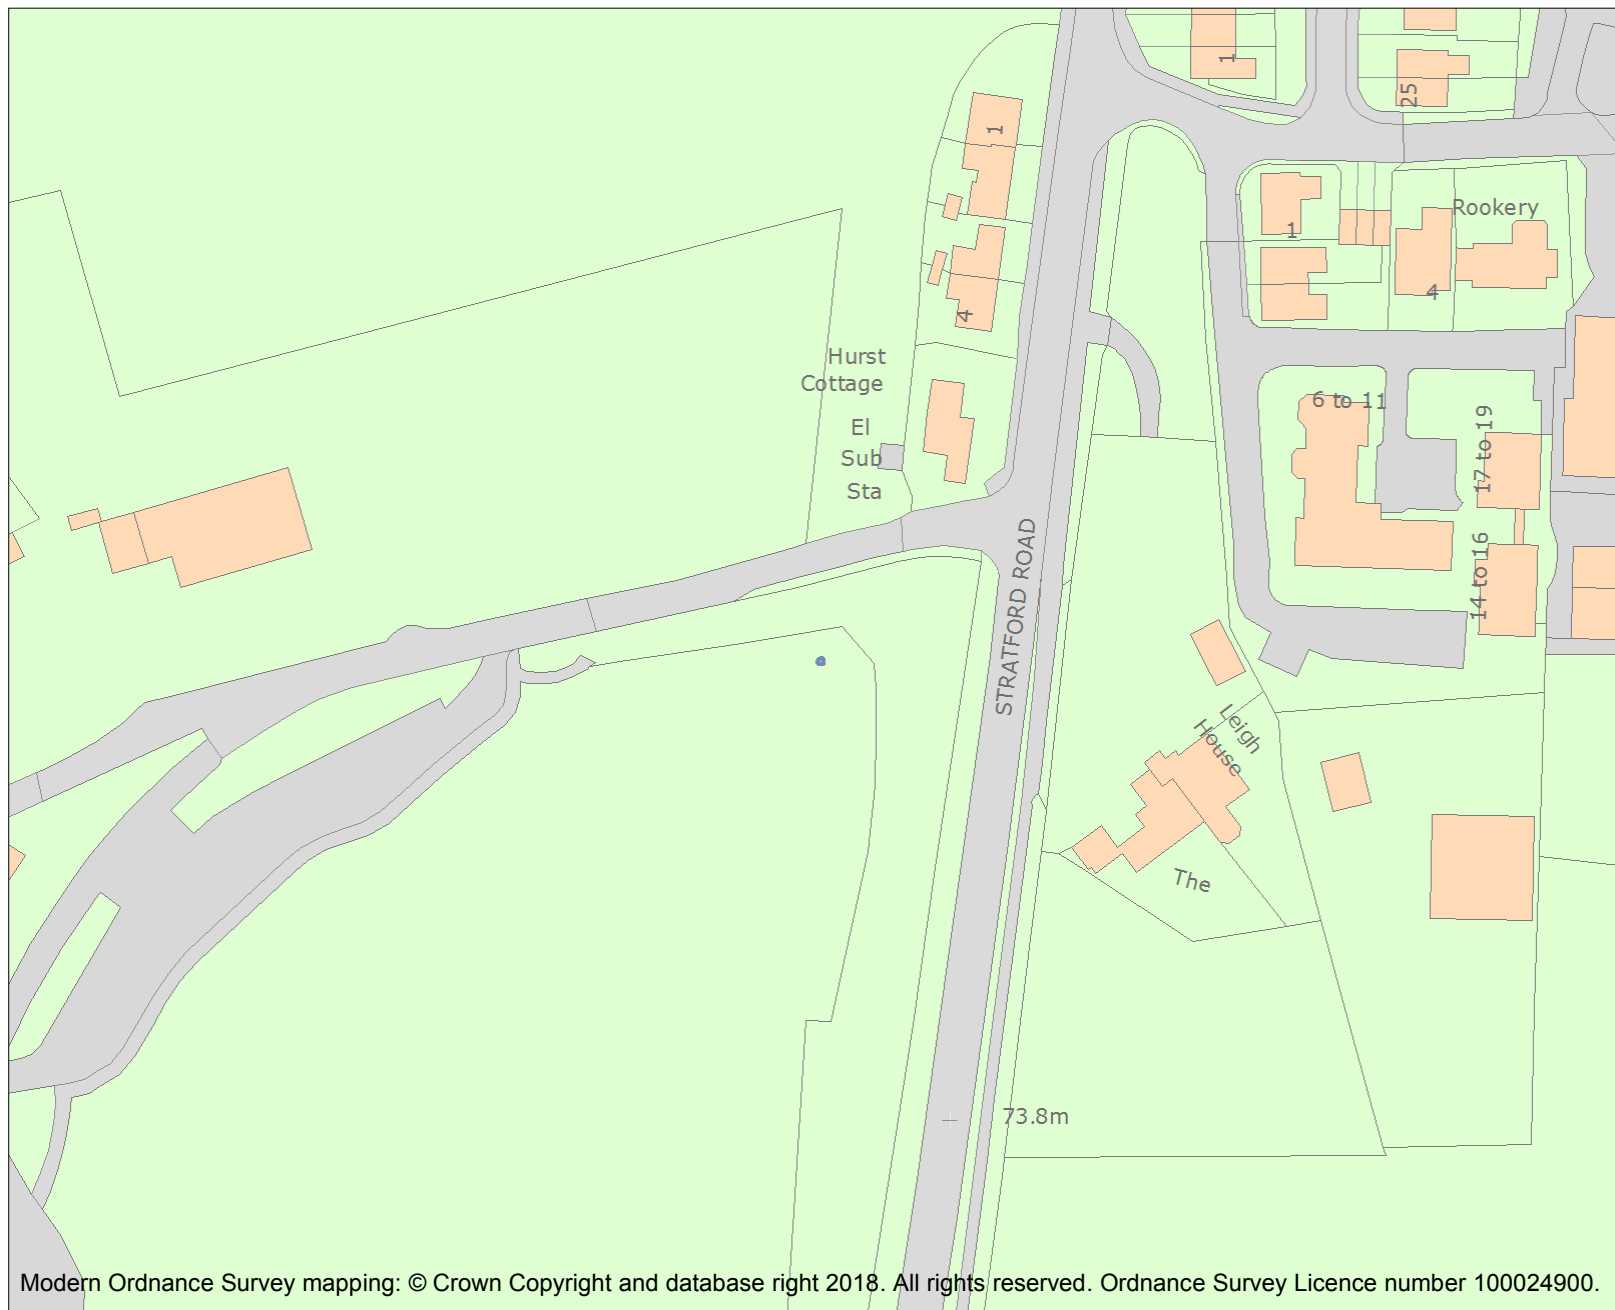 1
25
1
Rookery
1
4
4
Hurst
Cottage
6 to 11
17 to 19
El
Sub
Sta
14 to 16
STRATFORD ROAD
Leigh
House
The
73.8m
Modern Ordnance Survey mapping: © Crown Copyright and database right 2018. All rights reserved. Ordnance Survey Licence number 100024900.